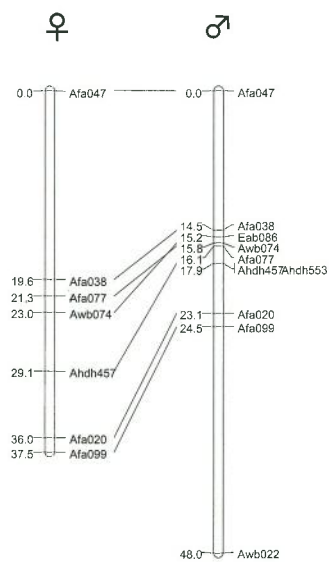 ♀
♂
0.0 Afa047
0.0 Afa047
14.5 Afa038
15.2 Eab086
15.8 Awb074
16.1 Afa077
17.9 Ahdh457Ahdh553
19.6 Afa038
21.3 Afa077
23.0 Awb074
23.1 Afa020
24.5 Afa099
29.1 Ahdh457
36.0 Afa020
37.5 Afa099
48.0 Awb022